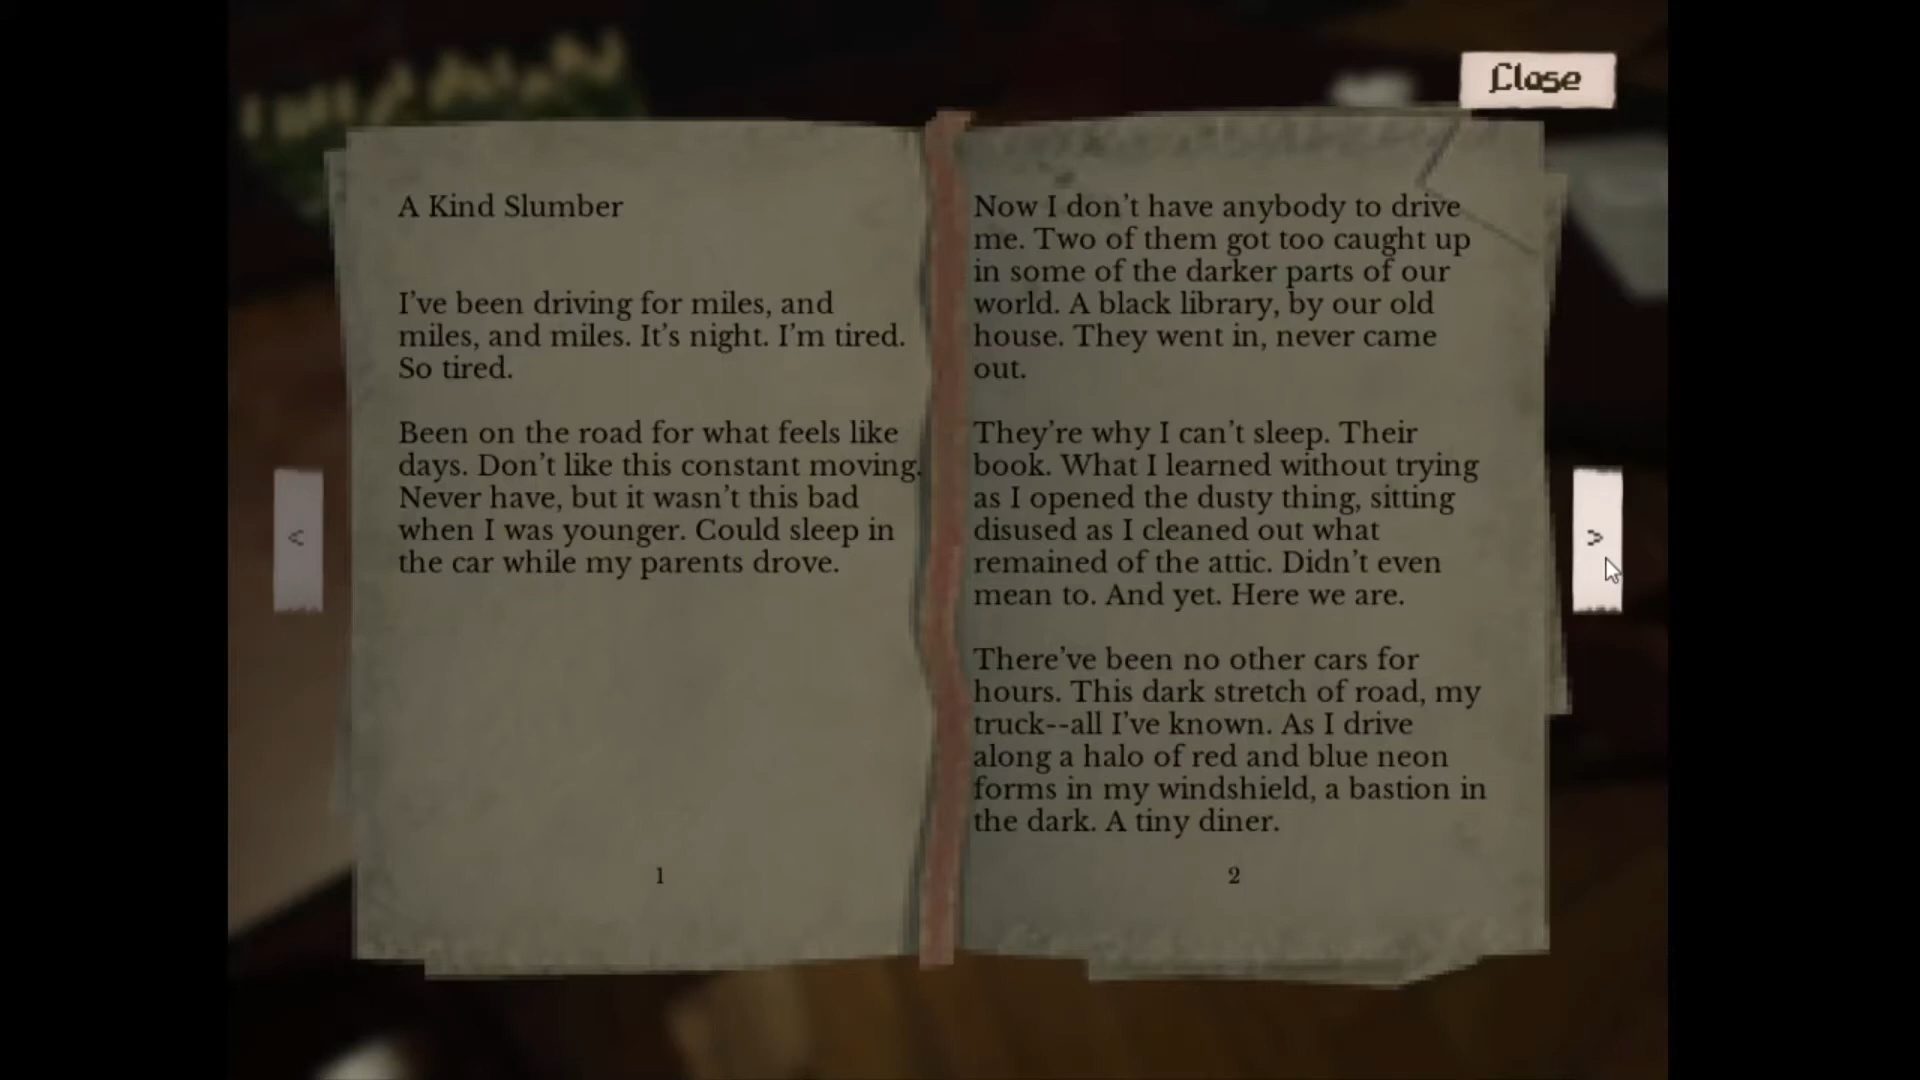 Close
A Kind Slumber
I've been driving for miles, and
miles, and miles. It's night. I'm tired.
So tired.
Been on the road for what feels like
days. Don't like this constant moving.
Never have, but it wasn't this bad
when I was younger. Could sleep in
the car while my parents drove.
1
Now I don't have anybody to drive
me. Two of them got too caught up
in some of the darker parts of our
world. A black library, by our old
house. They went in, never came
out.
They're why I can't sleep. Their
book. What I learned without trying
as I opened the dusty thing, sitting
disused as I cleaned out what
remained of the attic. Didn't even
mean to. And yet. Here we are.
There've been no other cars for
hours. This dark stretch of road, my
truck--all I've known. As I drive
along a halo of red and blue neon
forms in my windshield, a bastion in
the dark. A tiny diner.
2
<
>